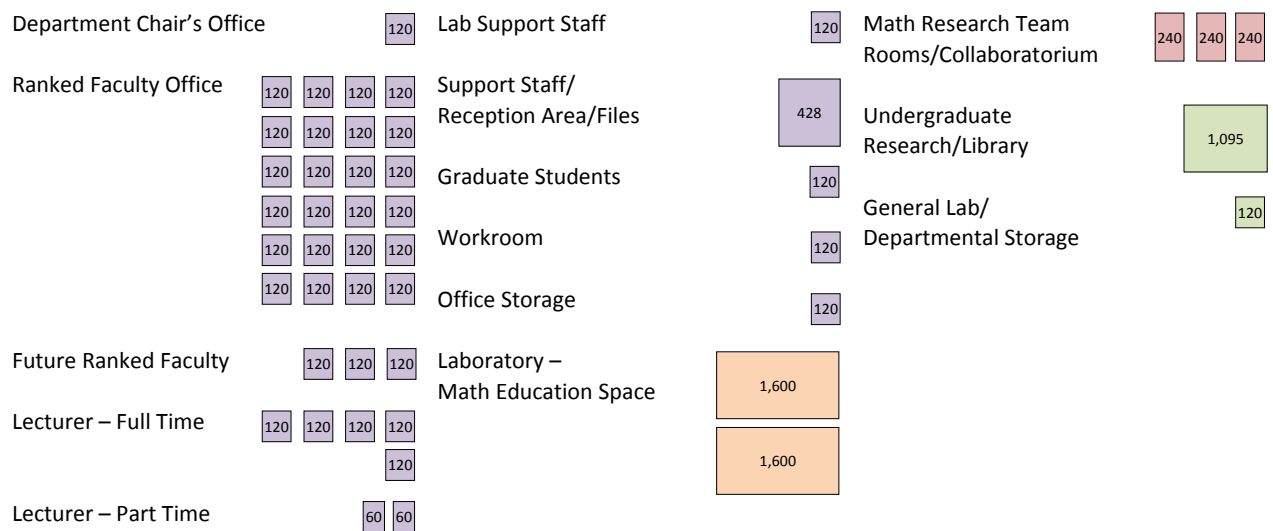 Department Chair's Office
120
Ranked Faculty Office
120 120 120 120
120 120 120 120
120 120 120 120
120 120 120 120
120 120 120 120
120 120 120 120
Future Ranked Faculty
120 120 120
Lecturer – Full Time
120 120 120 120
120
Lecturer – Part Time
60 60
Lab Support Staff
120
Support Staff/
Reception Area/Files
428
Graduate Students
120
Workroom
120
Office Storage
120
Laboratory –
Math Education Space
1,600
1,600
Math Research Team
Rooms/Collaboratorium
240 240 240
Undergraduate
Research/Library
1,095
General Lab/
Departmental Storage
120